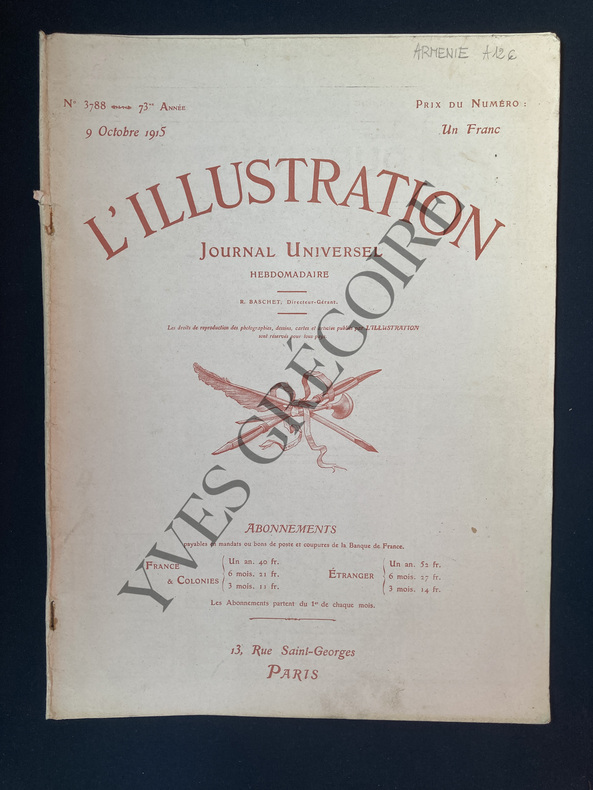 ARMENIE A12€
N° 3788 73me Année
Prix du Numéro :
9 Octobre 1915
Un Franc
L'ILLUSTRATION
Journal Universel
HEBDOMADAIRE
R. BASCHET, Directeur-Gérant.
Les droits de reproduction des photographies, dessins, cartes et articles publiés par L'ILLUSTRATION
sont réservés pour tous pays.
YVES GRÉGOIRE
Abonnements
payables en mandats ou bons de poste et coupures de la Banque de France.
France & Colonies
Un an. 40 fr.
6 mois. 21 fr.
3 mois. 11 fr.
Étranger
Un an. 52 fr.
6 mois. 27 fr.
3 mois. 14 fr.
Les Abonnements partent du 1er de chaque mois.
13, Rue Saint-Georges
Paris